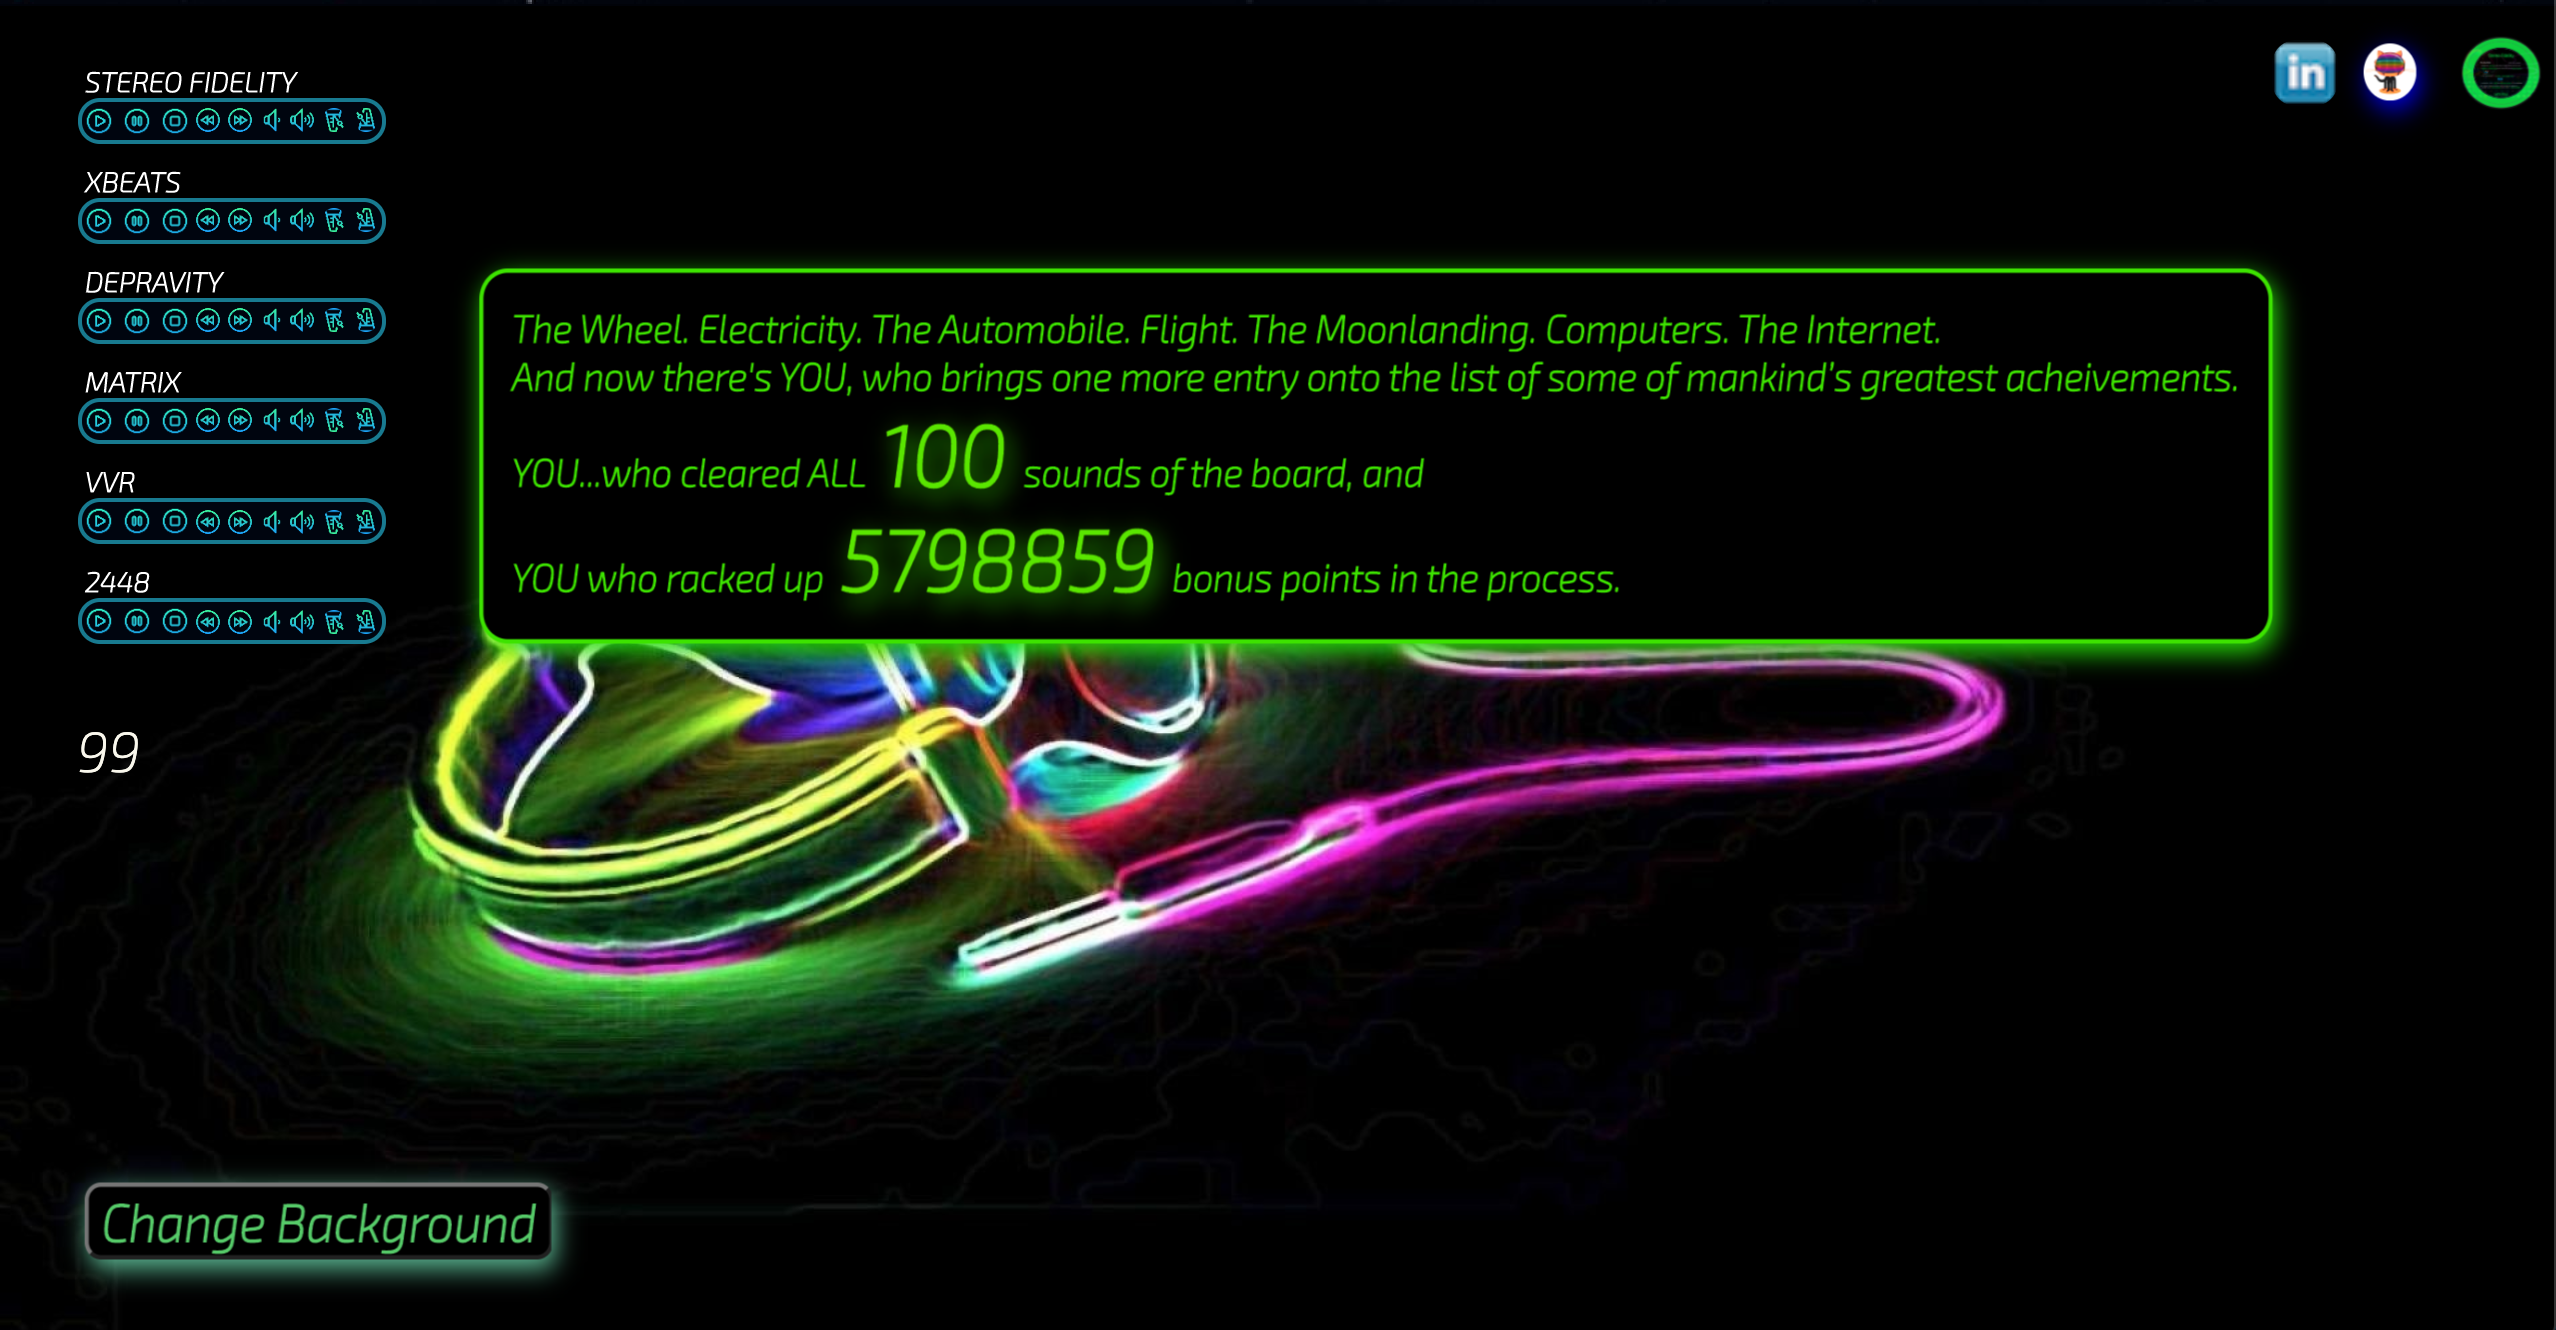 STEREO FIDELITY
in
XBEATS
DEPRAVITY
MATRIX
VVR
2448
99
The Wheel. Electricity. The Automobile. Flight. The Moonlanding. Computers. The Internet.
And now there's YOU, who brings one more entry onto the list of some of mankind's greatest acheivements.
YOU...who cleared ALL 100 sounds of the board, and
YOU who racked up 5798859 bonus points in the process.
Change Background